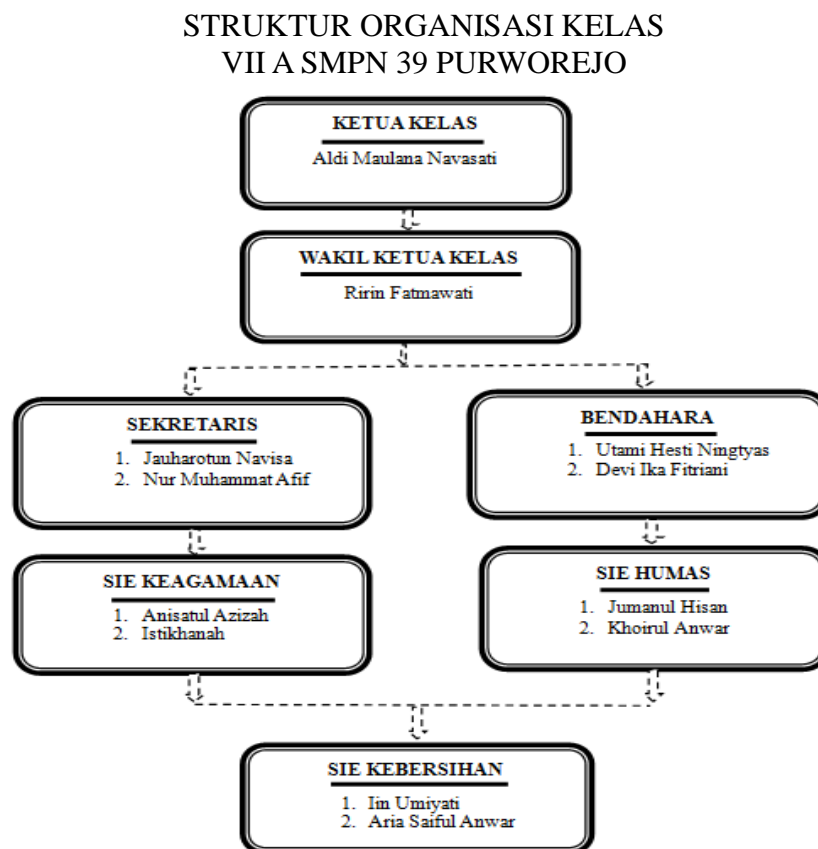 STRUKTUR ORGANISASI KELAS
VII A SMPN 39 PURWOREJO
KETUA KELAS
Aldi Maulana Navasati
WAKIL KETUA KELAS
Ririn Fatmawati
SEKRETARIS
1. Jauharotun Navisa
2. Nur Muhammat Afif
BENDAHARA
1. Utami Hesti Ningtyas
2. Devi Ika Fitriani
SIE KEAGAMAAN
1. Anisatul Azizah
2. Istikhanah
SIE HUMAS
1. Jumanul Hisan
2. Khoirul Anwar
SIE KEBERSIHAN
1. Iin Umiyati
2. Aria Saiful Anwar